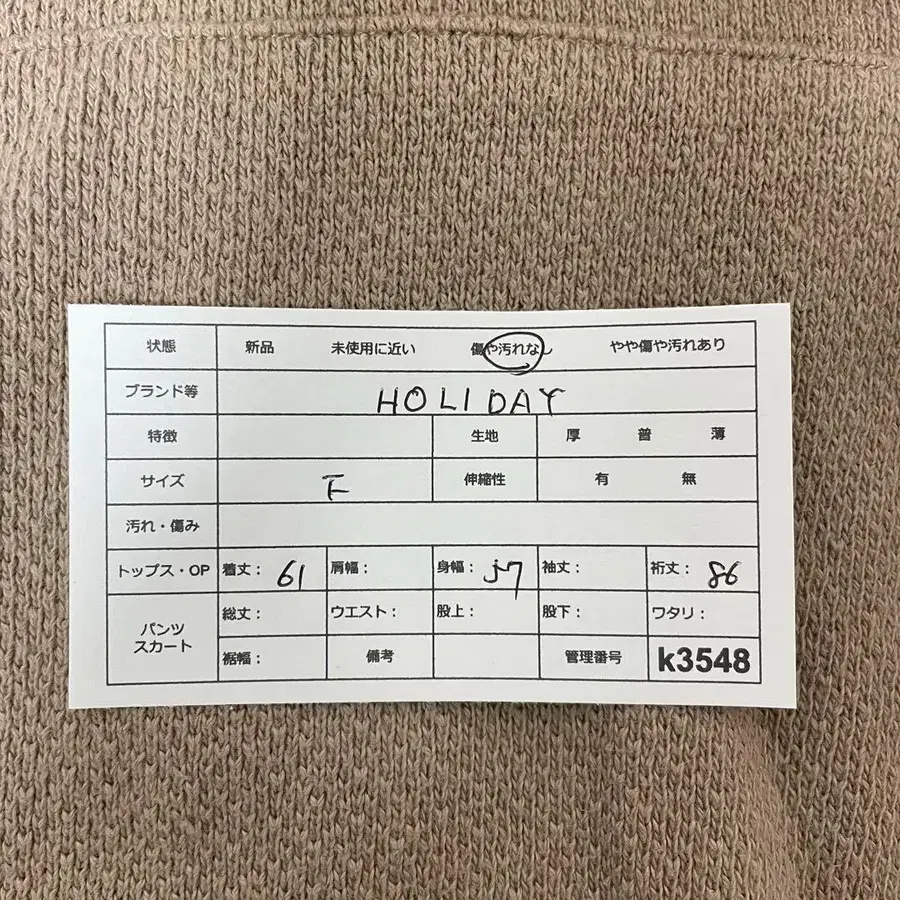 状態 新品 未使用に近い 傷や汚れなし やや傷や汚れあり
ブランド等 HOLIDAY
特徴 生地 厚 普 薄
サイズ F 伸縮性 有 無
汚れ・傷み
トップス・OP 着丈： 61 肩幅： 身幅： 57 袖丈： 裄丈： 86
パンツ
スカート
総丈： ウエスト： 股上： 股下： ワタリ：
裾幅： 備考 管理番号 k3548